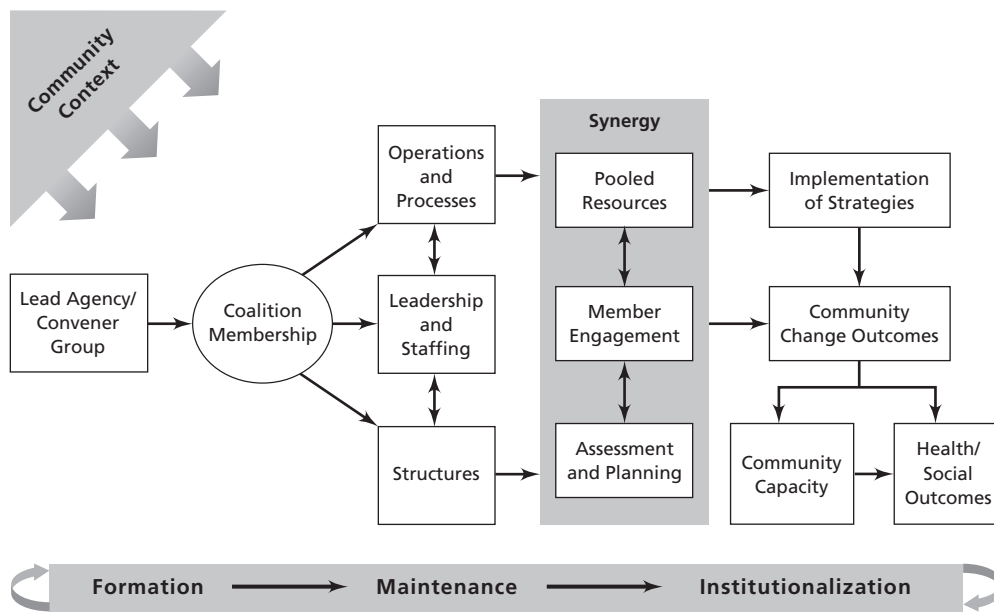 Community
Context
Lead Agency/
Convener
Group
Coalition
Membership
Operations
and
Processes
Leadership
and
Staffing
Structures
Synergy
Pooled
Resources
Member
Engagement
Assessment
and Planning
Implementation
of Strategies
Community
Change Outcomes
Community
Capacity
Health/
Social
Outcomes
Formation Maintenance Institutionalization